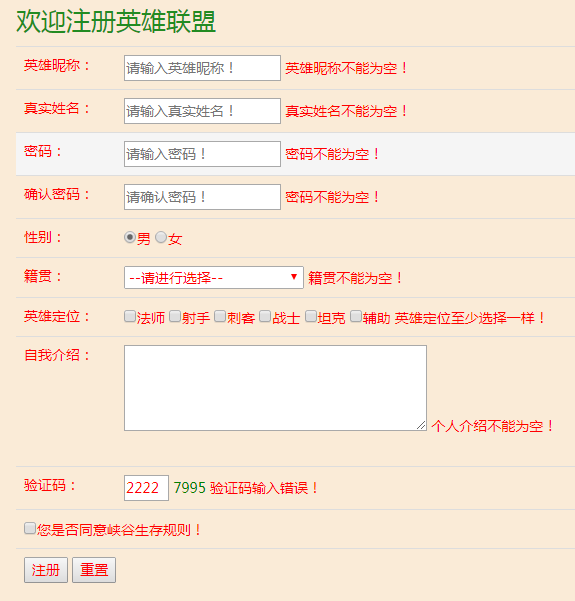 欢迎注册英雄联盟
英雄昵称： 请输入英雄昵称！ 英雄昵称不能为空！
真实姓名： 请输入真实姓名！ 真实姓名不能为空！
密码： 请输入密码！ 密码不能为空！
确认密码： 请确认密码！ 密码不能为空！
性别： 男 女
籍贯： --请进行选择-- 籍贯不能为空！
英雄定位： 法师 射手 刺客 战士 坦克 辅助 英雄定位至少选择一样！
自我介绍： 个人介绍不能为空！
验证码： 2222 7995 验证码输入错误！
您是否同意峡谷生存规则！
注册 重置